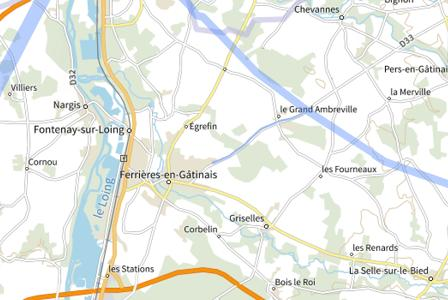 Chevannes
Bignon
D33
Pers-en-Gâtinai
D32
Villiers
la Merville
Nargis
le Grand Ambreville
Fontenay-sur-Loing
Egrefin
Cornou
les Fourneaux
Ferrières-en-Gâtinais
le Loing
Griselles
Corbelin
les Renards
les Stations
La Selle-sur-le-Bied
Bois le Roi